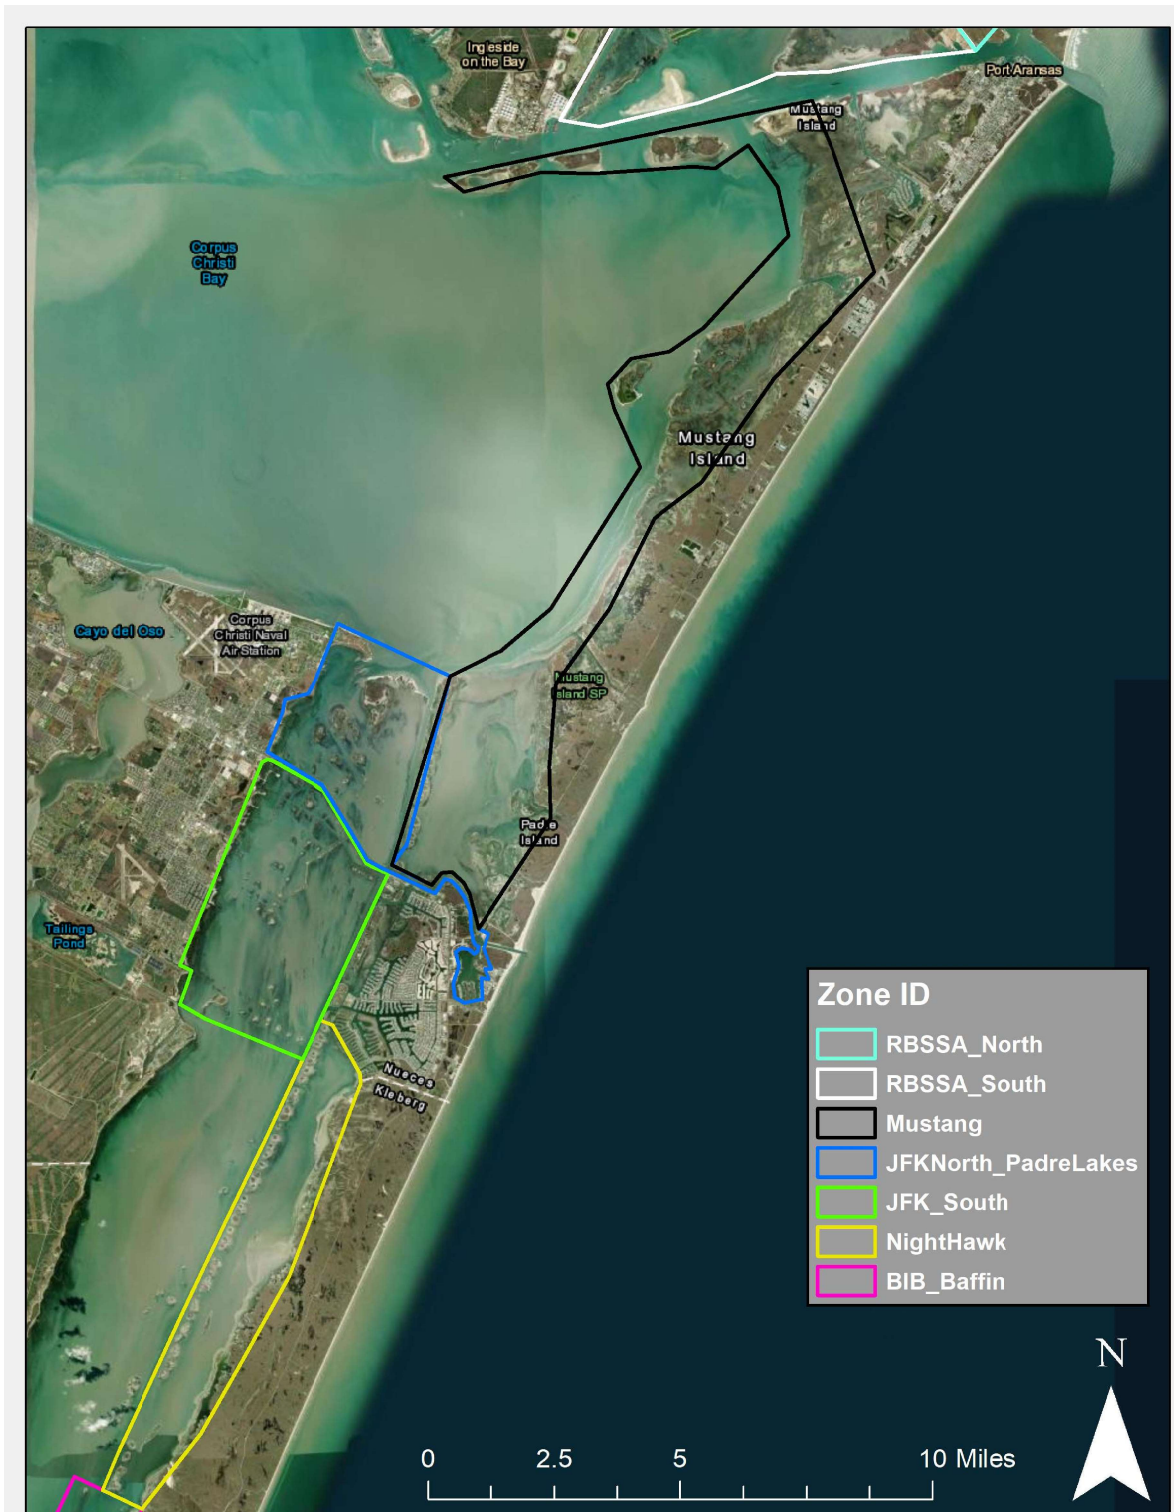 Ingleside
on the Bay
Port Aransas
Mustang
Island
Corpus
Christi
Bay
Mustang
Island
Cayo del Oso
Corpus
Christi Naval
Air Station
Mustang
Island SP
Padre
Island
Tailings
Pond
Nueces
Kleberg
Zone ID
RBSSA_North
RBSSA_South
Mustang
JFKNorth_PadreLakes
JFK_South
NightHawk
BIB_Baffin
N
0 2.5 5 10 Miles